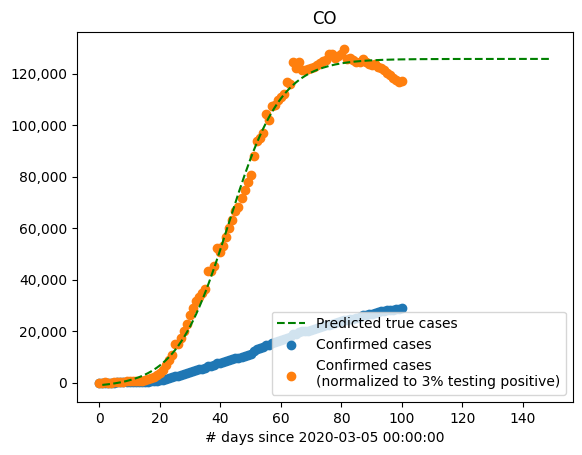 CO
120,000
100,000
80,000
60,000
40,000
20,000
0
Predicted true cases
Confirmed cases
Confirmed cases
(normalized to 3% testing positive)
0 20 40 60 80 100 120 140
# days since 2020-03-05 00:00:00